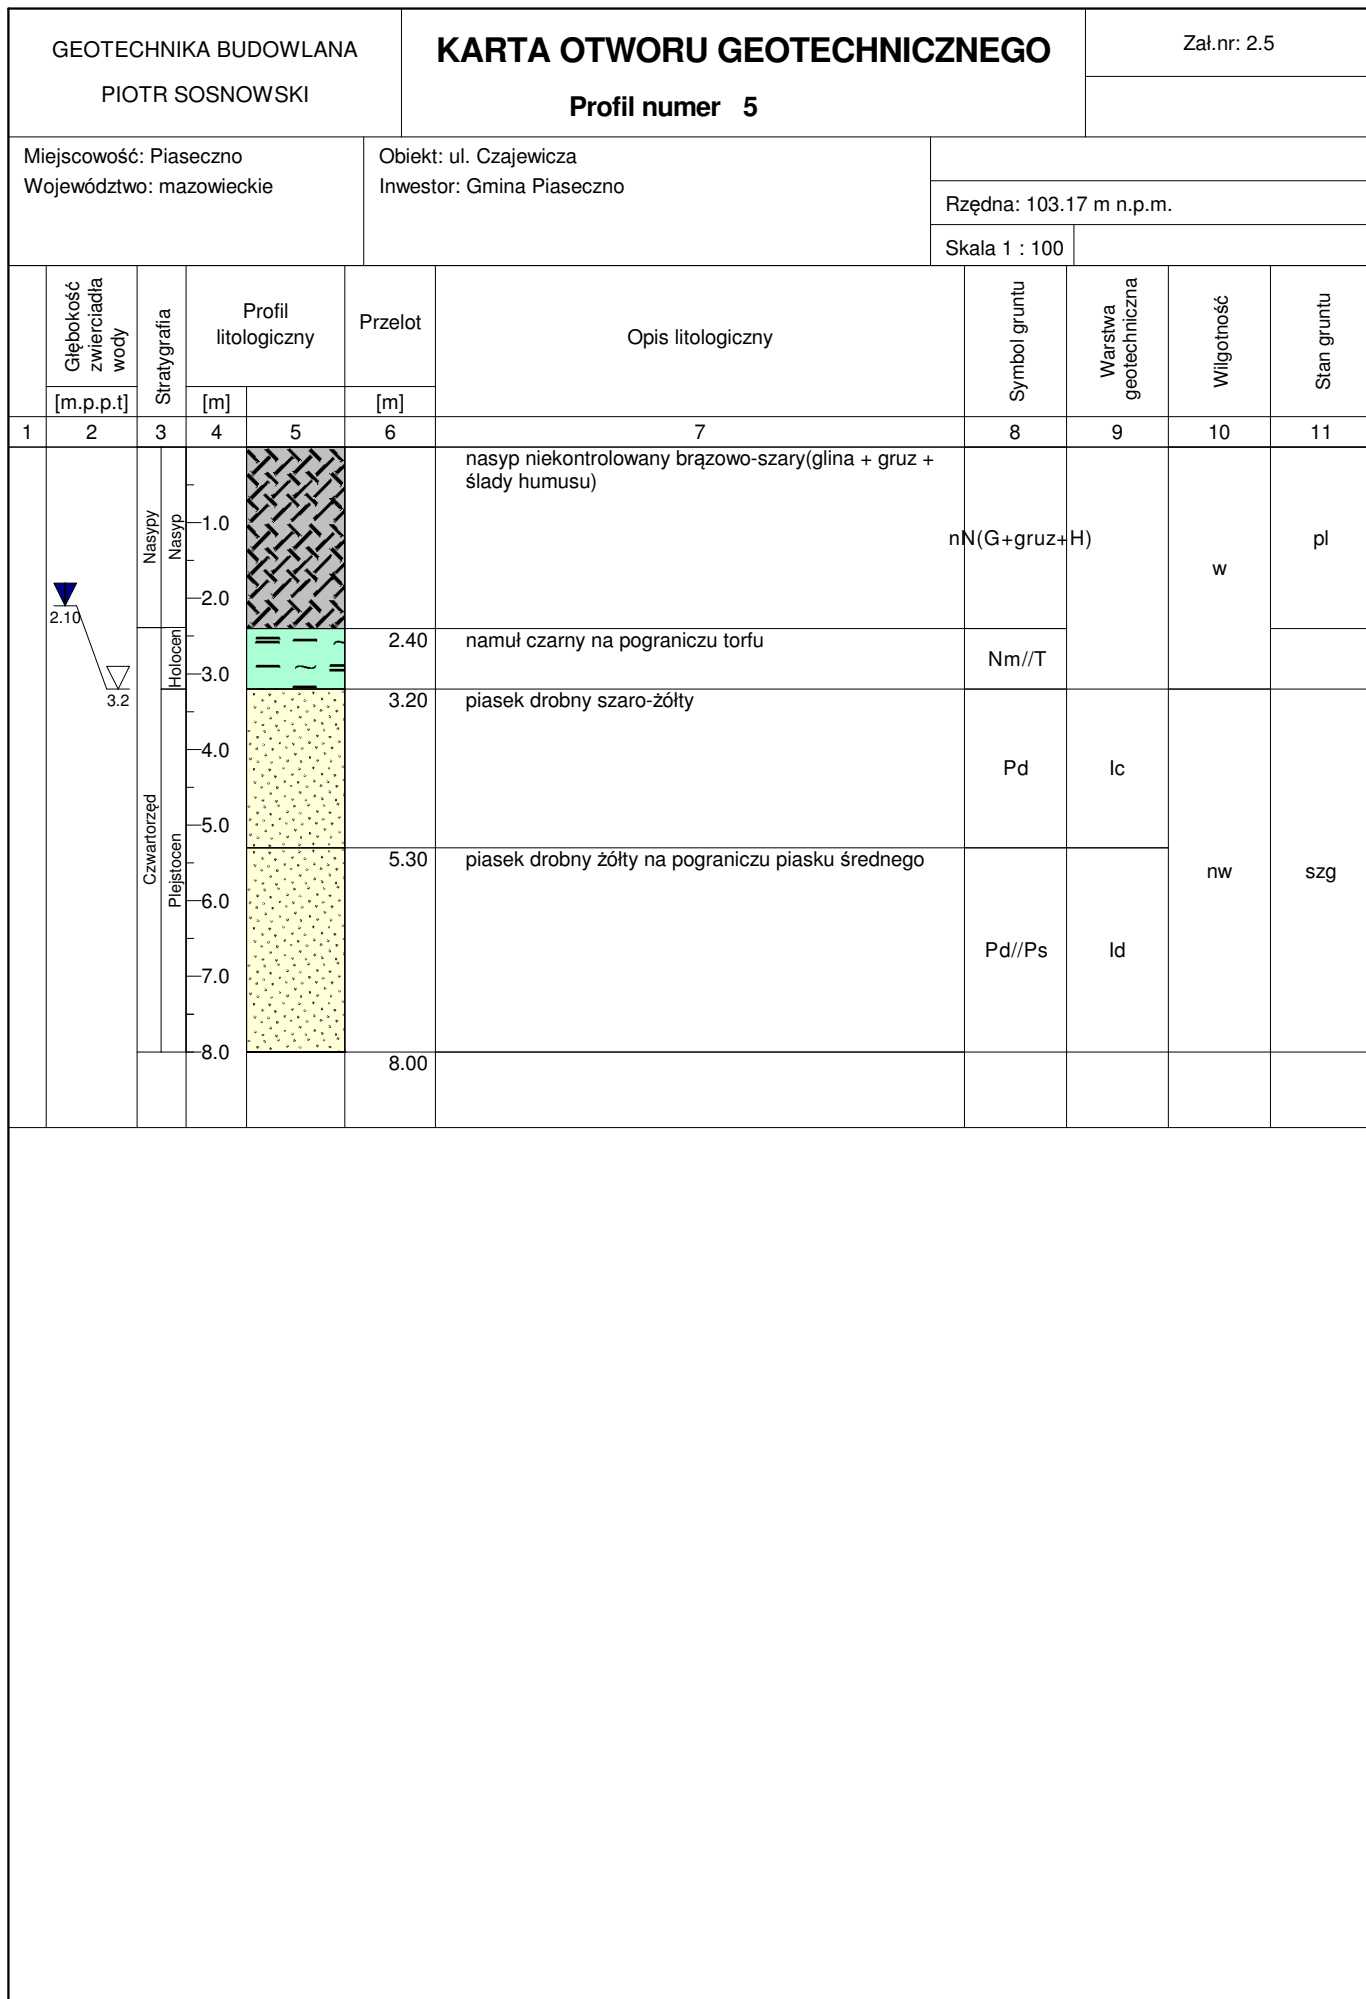 GEOTECHNIKA BUDOWLANA
PIOTR SOSNOWSKI
KARTA OTWORU GEOTECHNICZNEGO
Profil numer 5
Zał.nr: 2.5
Miejscowość: Piaseczno
Województwo: mazowieckie
Obiekt: ul. Czajewicza
Inwestor: Gmina Piaseczno
Rzędna: 103.17 m n.p.m.
Skala 1 : 100
Głębokość
zwierciadła
wody
[m.p.p.t]
Stratygrafia
Profil
litologiczny
[m]
Przelot
[m]
Opis litologiczny
Symbol gruntu
Warstwa
geotechniczna
Wilgotność
Stan gruntu
1 2 3 4 5 6 7 8 9 10 11
2.10
3.2
Nasypy
Nasyp
Czwartorzęd
Holocen
Plejstocen
1.0
2.0
3.0
4.0
5.0
6.0
7.0
8.0
nasyp niekontrolowany brązowo-szary(glina + gruz +
ślady humusu)
nN(G+gruz+H)
w
pl
2.40 namuł czarny na pograniczu torfu
Nm//T
3.20 piasek drobny szaro-żółty
Pd Ic
5.30 piasek drobny żółty na pograniczu piasku średnego
nw szg
Pd//Ps Id
8.00